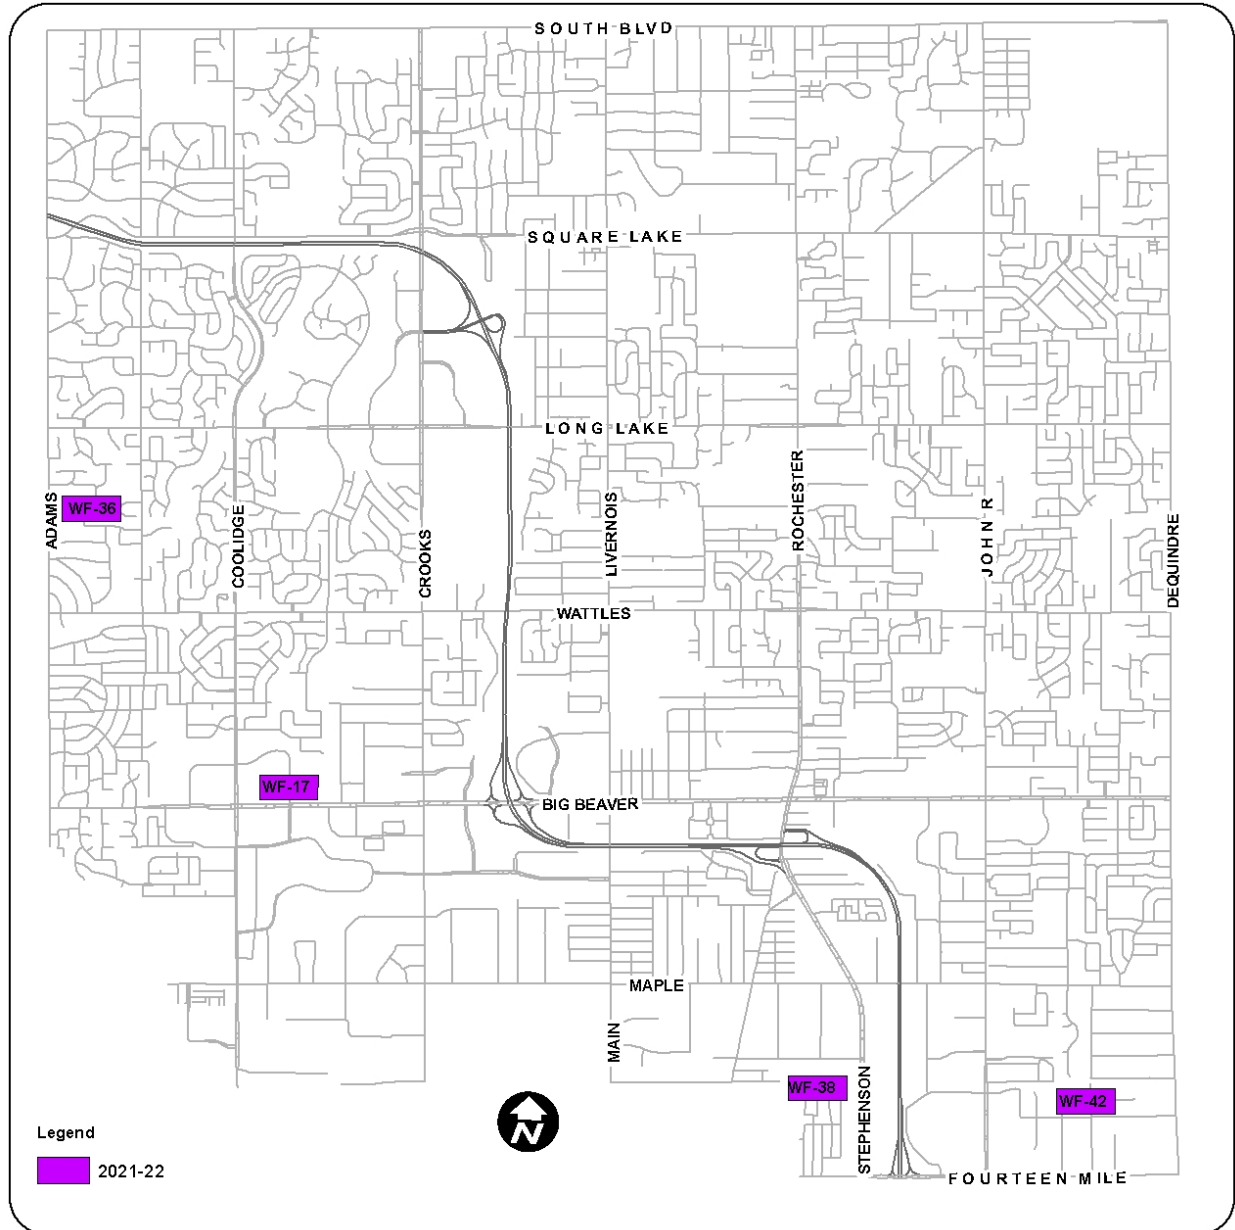 SOUTH BLVD
SQUARE LAKE
LONG LAKE
ADAMS
WF-36
COOLIDGE
CROOKS
LIVERNOIS
ROCHESTER
JOHN R
DEQUINDRE
WATTLES
WF-17
BIG BEAVER
MAPLE
MAIN
WF-38
STEPHENSON
WF-42
N
Legend
2021-22
FOURTEEN MILE